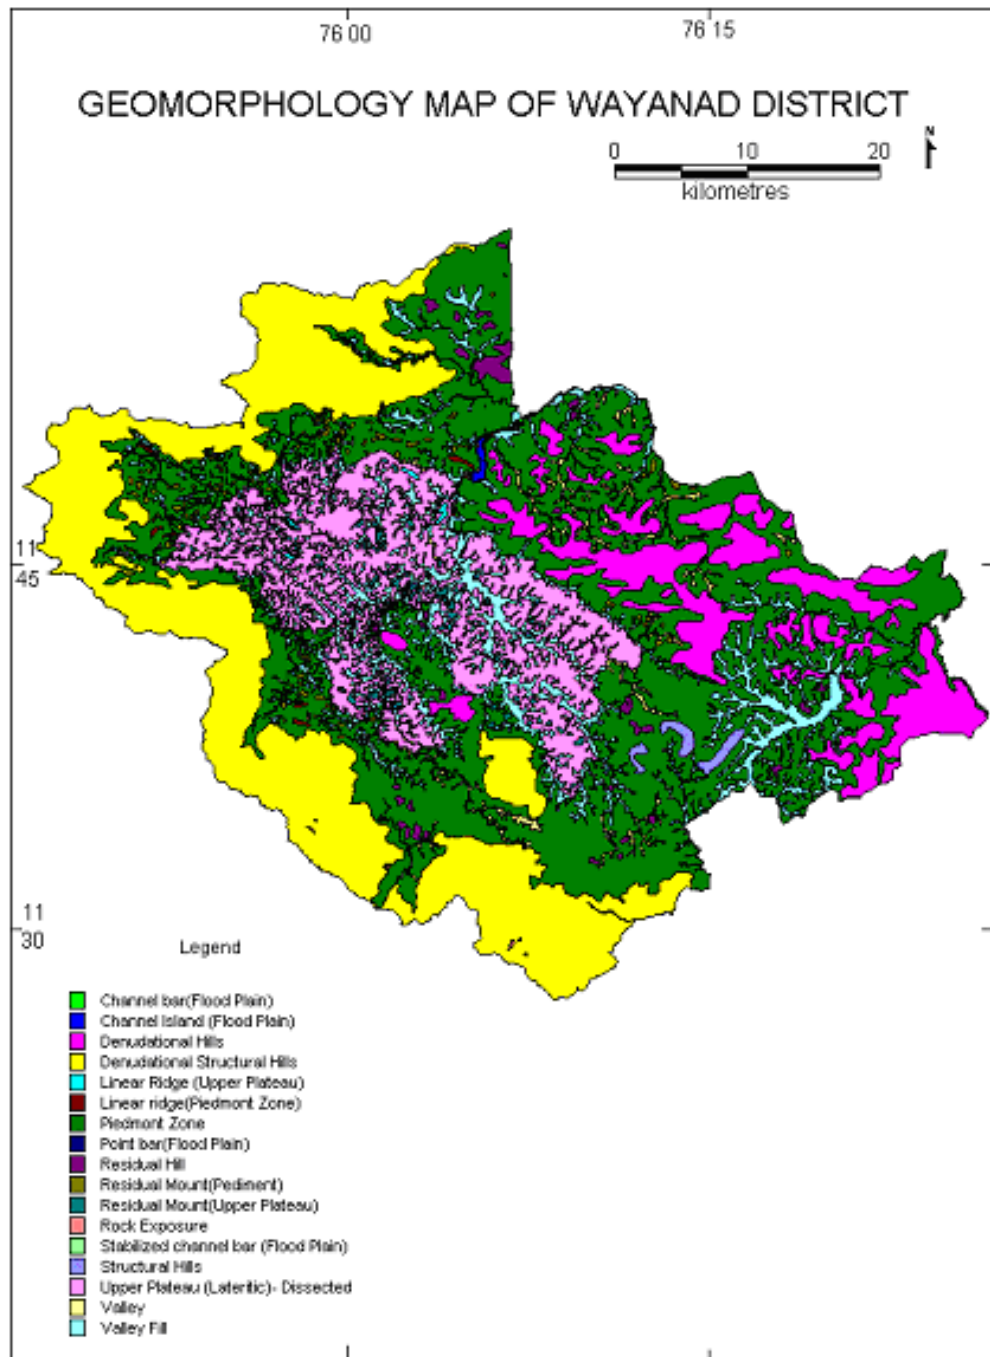 76 00
76 15
GEOMORPHOLOGY MAP OF WAYANAD DISTRICT
N
0 10 20
kilometres
11
45
11
30
Legend
Channel bar(Flood Plain)
Channel Island (Flood Plain)
Denudational Hills
Denudational Structural Hills
Linear Ridge (Upper Plateau)
Linear ridge(Piedmont Zone)
Piedmont Zone
Point bar(Flood Plain)
Residual Hill
Residual Mount(Pediment)
Residual Mount(Upper Plateau)
Rock Exposure
Stabilized channel bar (Flood Plain)
Structural Hills
Upper Plateau (Lateritic)- Dissected
Valley
Valley Fill